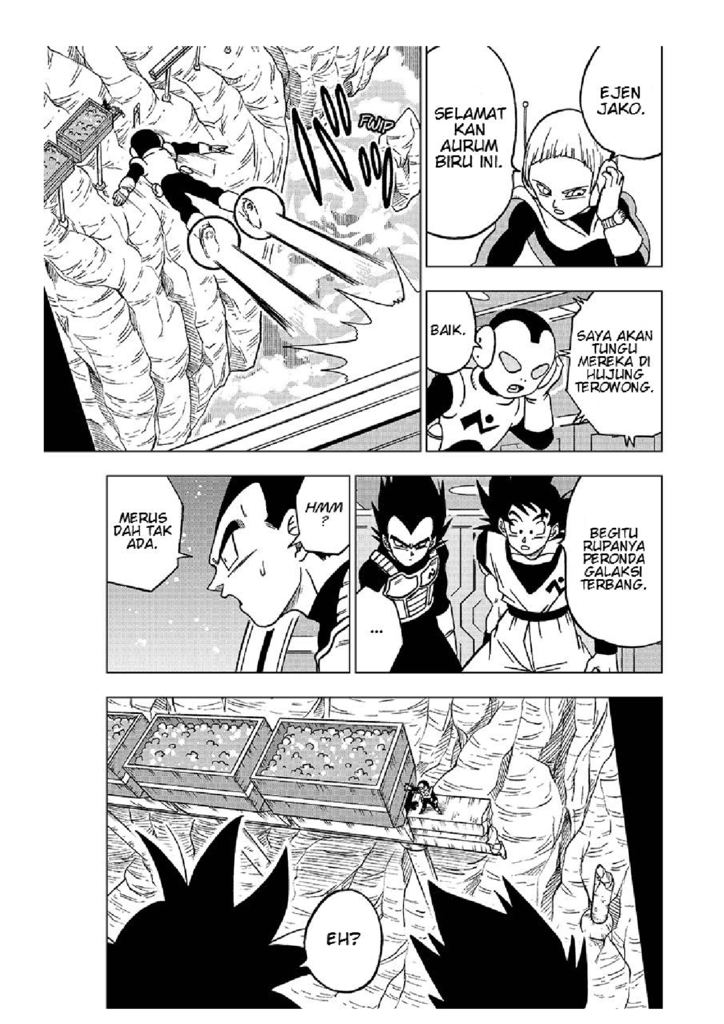 EJEN
JAKO.
SELAMAT
KAN
AURUM
BIRU INI.
FWIP
SAYA AKAN
TUNGU
MEREKA DI
HUJUNG
TEROWONG.
BAIK.
BEGITU
RUPANYA
PERONDA
GALAKSI
TERBANG.
...
HMM
?
MERUS
DAH TAK
ADA.
EH?